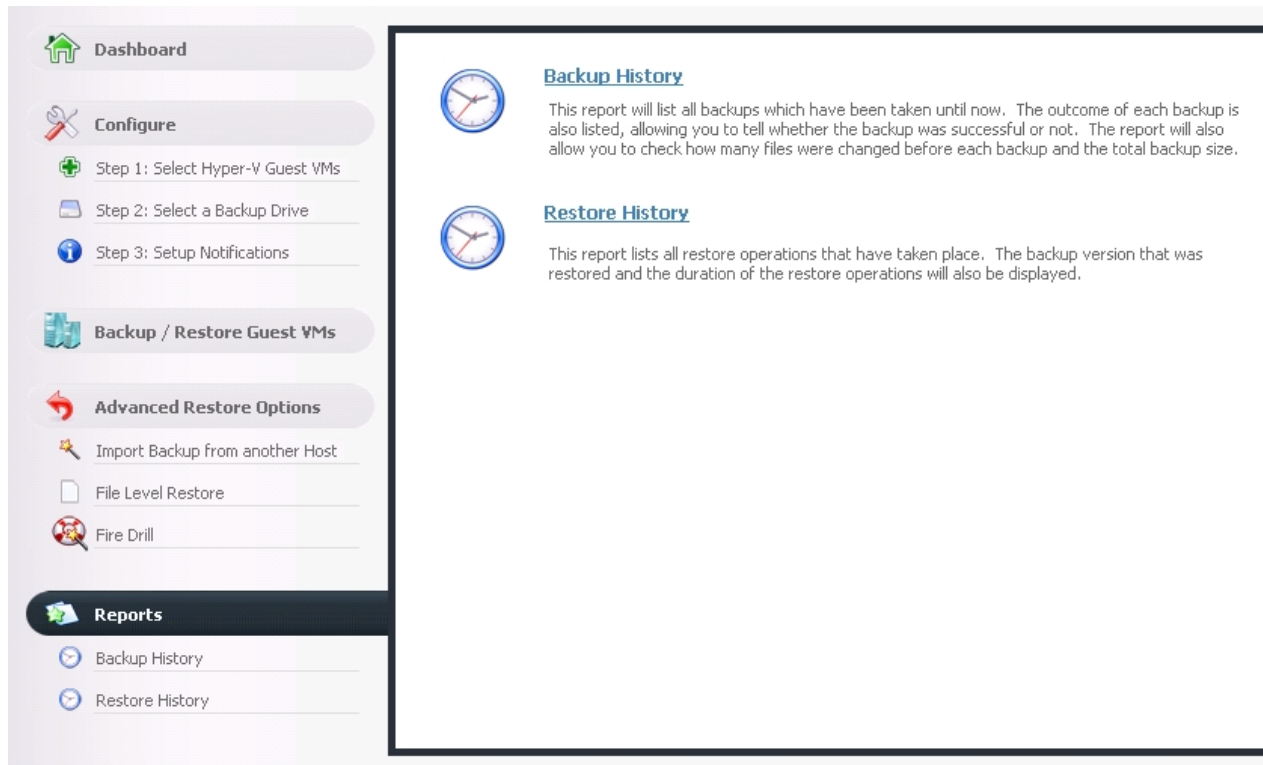 Dashboard
Configure
Step 1: Select Hyper-V Guest VMs
Step 2: Select a Backup Drive
Step 3: Setup Notifications
Backup / Restore Guest VMs
Advanced Restore Options
Import Backup from another Host
File Level Restore
Fire Drill
Reports
Backup History
Restore History
Backup History
This report will list all backups which have been taken until now. The outcome of each backup is
also listed, allowing you to tell whether the backup was successful or not. The report will also
allow you to check how many files were changed before each backup and the total backup size.
Restore History
This report lists all restore operations that have taken place. The backup version that was
restored and the duration of the restore operations will also be displayed.